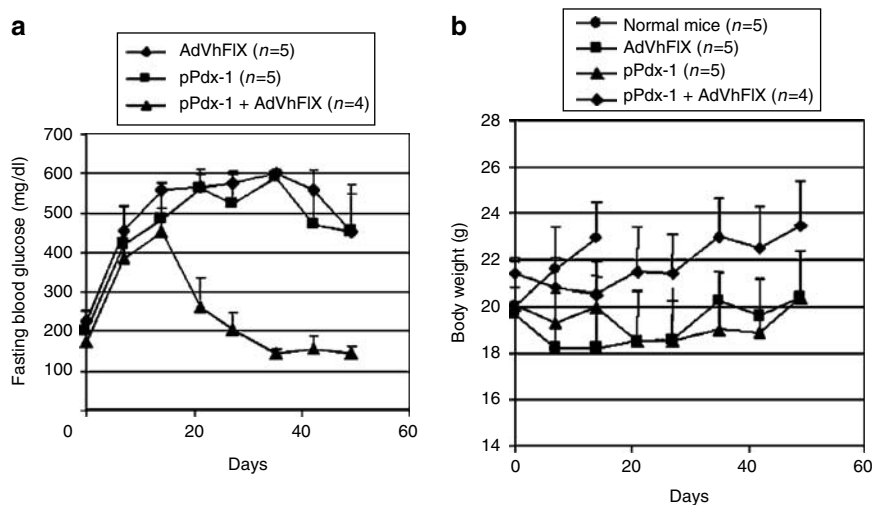 a
AdVhFIX (n=5)
pPdx-1 (n=5)
pPdx-1 + AdVhFIX (n=4)
700
600
500
400
300
200
100
Fasting blood glucose (mg/dl)
0
20
40
60
Days
b
Normal mice (n=5)
AdVhFIX (n=5)
pPdx-1 (n=5)
pPdx-1 + AdVhFIX (n=4)
28
26
24
22
20
18
16
14
Body weight (g)
0
20
40
60
Days